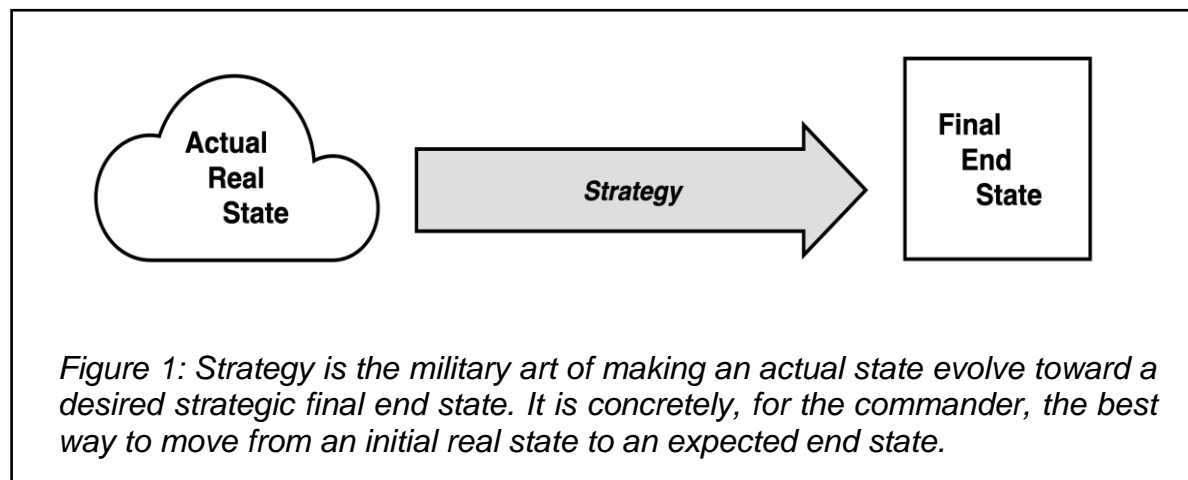 Actual
Real
State
Strategy
Final
End
State
Figure 1: Strategy is the military art of making an actual state evolve toward a
desired strategic final end state. It is concretely, for the commander, the best
way to move from an initial real state to an expected end state.